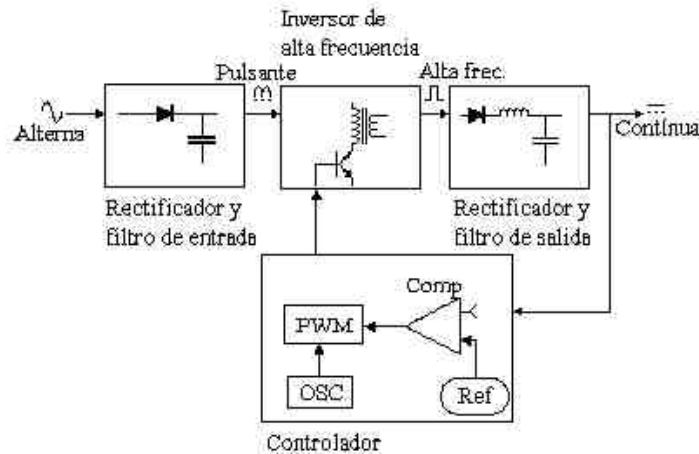 Inversor de
alta frecuencia
Pulsante
Alta frec.
Alterna
Contínua
Rectificador y
filtro de entrada
Rectificador y
filtro de salida
Comp
PWM
OSC
Ref
Controlador